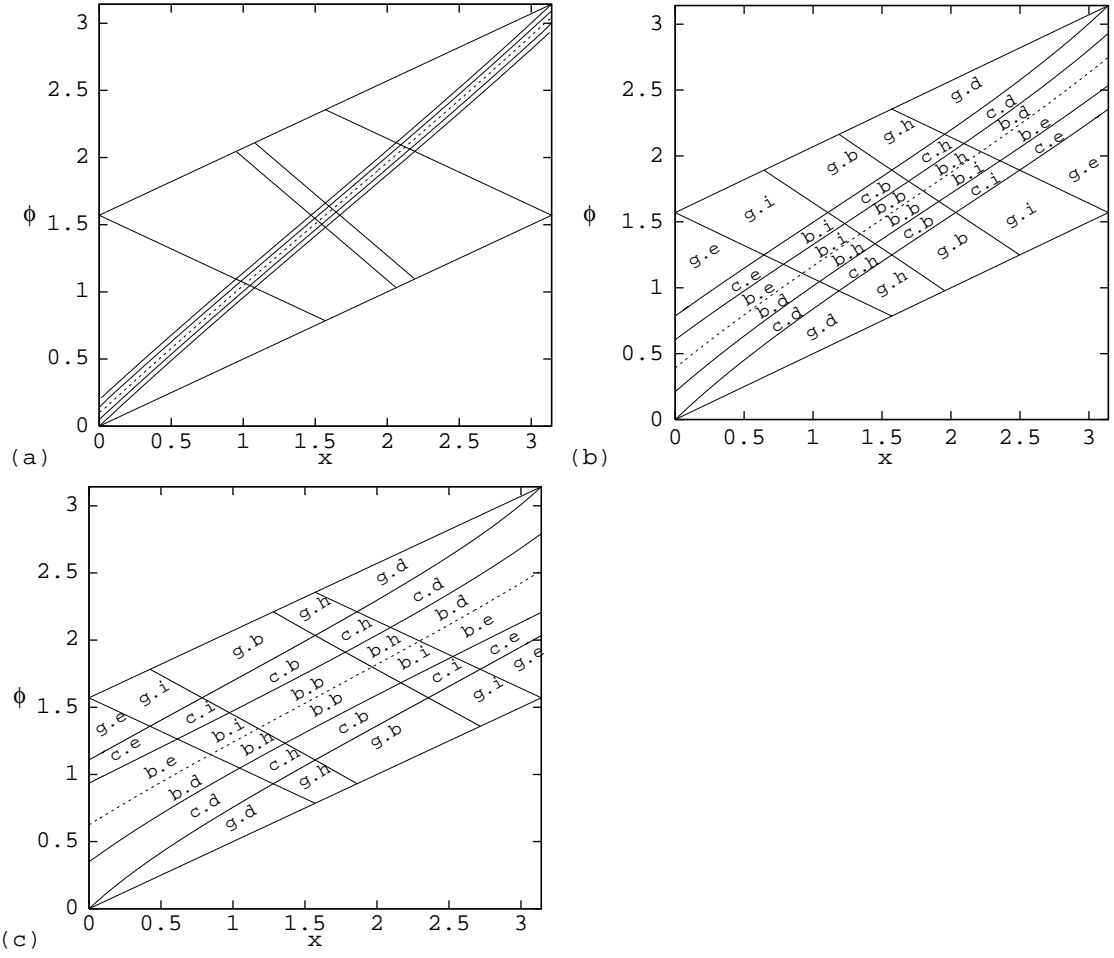 3
2.5
2
ϕ
1.5
1
0.5
0
0 0.5 1 1.5 2 2.5 3
(a) x
3
2.5
2
ϕ
1.5
1
0.5
0
g.d
g.h c.d
g.b b.d
c.h b.e
b.h c.e
g.i c.b b.i g.e
b.b c.i
b.i b.b g.i
g.e b.i c.b
b.h g.b
c.e c.h
b.e g.h
b.d
c.d g.d
0 0.5 1 1.5 2 2.5 3
(b) x
3
2.5
2
ϕ
1.5
1
0.5
0
g.d
c.d
g.h b.d
c.h b.e
g.b b.h c.e
c.b b.i g.e
g.i b.b c.i
c.i b.b g.i
g.e b.i c.b
c.e b.h g.b
b.e c.h
b.d g.h
c.d
g.d
0 0.5 1 1.5 2 2.5 3
(c) x